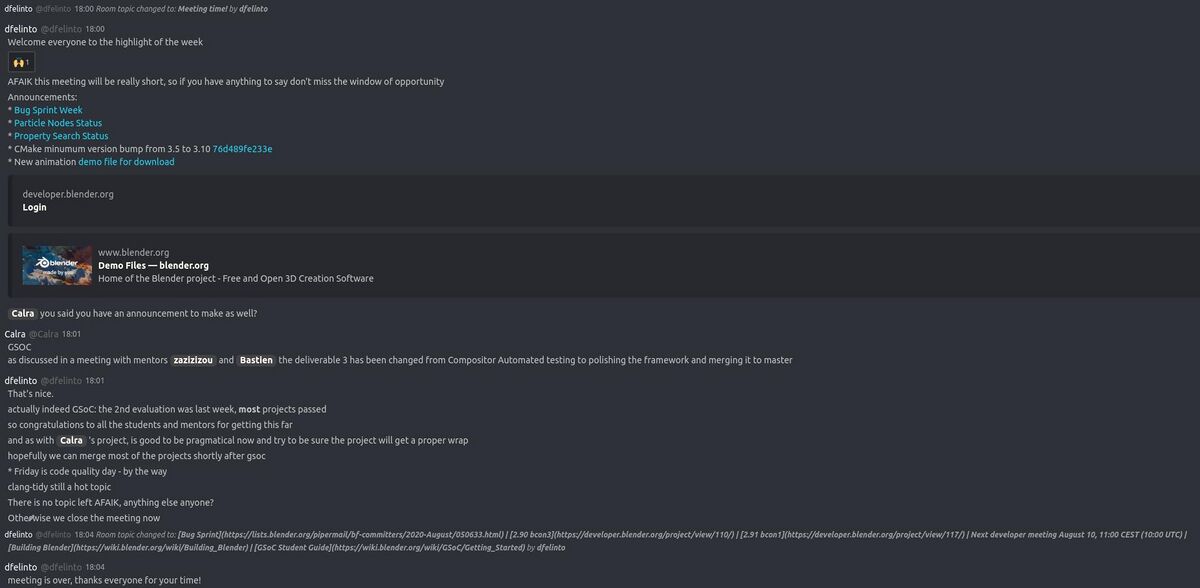 dfelinto @dfelinto 18:00 Room topic changed to: Meeting time! by dfelinto
dfelinto @dfelinto 18:00
Welcome everyone to the highlight of the week
1
AFAIK this meeting will be really short, so if you have anything to say don't miss the window of opportunity
Announcements:
* Bug Sprint Week
* Particle Nodes Status
* Property Search Status
* CMake minumum version bump from 3.5 to 3.10 76d489fe233e
* New animation demo file for download
developer.blender.org
Login
blender
made by you
www.blender.org
Demo Files — blender.org
Home of the Blender project - Free and Open 3D Creation Software
Calra you said you have an announcement to make as well?
Calra @Calra 18:01
GSOC
as discussed in a meeting with mentors zazizizou and Bastien the deliverable 3 has been changed from Compositor Automated testing to polishing the framework and merging it to master
dfelinto @dfelinto 18:01
That's nice.
actually indeed GSoC: the 2nd evaluation was last week, most projects passed
so congratulations to all the students and mentors for getting this far
and as with Calra 's project, is good to be pragmatical now and try to be sure the project will get a proper wrap
hopefully we can merge most of the projects shortly after gsoc
* Friday is code quality day - by the way
clang-tidy still a hot topic
There is no topic left AFAIK, anything else anyone?
Otherwise we close the meeting now
dfelinto @dfelinto 18:04 Room topic changed to: [Bug Sprint](https://lists.blender.org/pipermail/bf-committers/2020-August/050633.html) | [2.90 bcon3](https://developer.blender.org/project/view/110/) | [2.91 bcon1](https://developer.blender.org/project/view/117/) | Next developer meeting August 10, 11:00 CEST (10:00 UTC) |
[Building Blender](https://wiki.blender.org/wiki/Building_Blender) | [GSoC Student Guide](https://wiki.blender.org/wiki/GSoC/Getting_Started) by dfelinto
dfelinto @dfelinto 18:04
meeting is over, thanks everyone for your time!